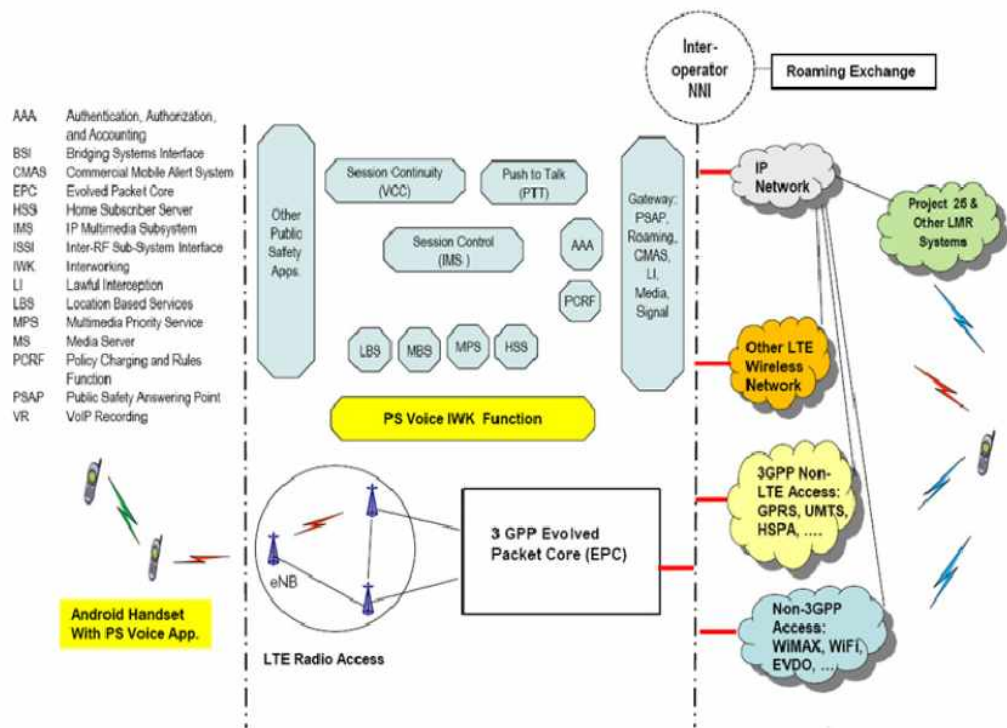 Inter-
operator
NNI
Roaming Exchange
AAA Authentication, Authorization,
and Accounting
BSI Bridging Systems Interface
CMAS Commercial Mobile Alert System
EPC Evolved Packet Core
HSS Home Subscriber Server
IMS IP Multimedia Subsystem
ISSI Inter-RF Sub-System Interface
IWK Interworking
LI Lawful Interception
LBS Location Based Services
MPS Multimedia Priority Service
MS Media Server
PCRF Policy Charging and Rules
Function
PSAP Public Safety Answering Point
VR VoIP Recording
Other
Public
Safety
Apps.
Session Continuity
(VCC)
Push to Talk
(PTT)
Session Control
(IMS )
AAA
PCRF
LBS
MBS
MPS
HSS
Gateway:
PSAP,
Roaming,
CMAS,
LI,
Media,
Signal
PS Voice IWK Function
IP
Network
Project 25 &
Other LMR
Systems
Other LTE
Wireless
Network
3GPP Non-
LTE Access:
GPRS, UMTS,
HSPA, ....
Non-3GPP
Access:
WiMAX, WiFi,
EVDO, ....
eNB
3 GPP Evolved
Packet Core (EPC)
LTE Radio Access
Android Handset
With PS Voice App.